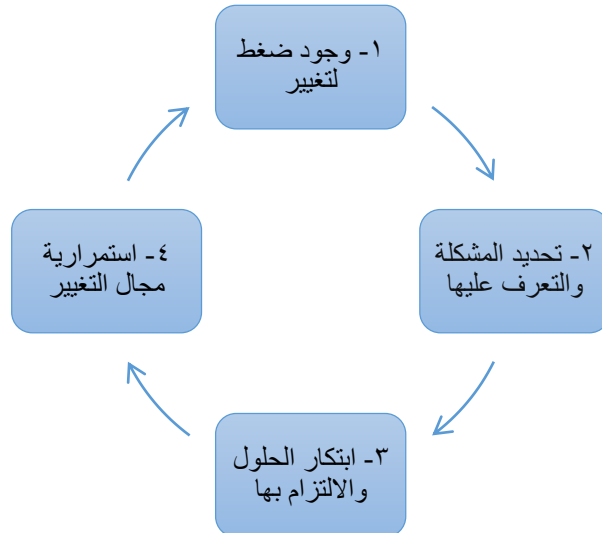 ١- وجود ضغط
لتغيير
٢- تحديد المشكلة
والتعرف عليها
٣- ابتكار الحلول
والالتزام بها
٤- استمرارية
مجال التغيير